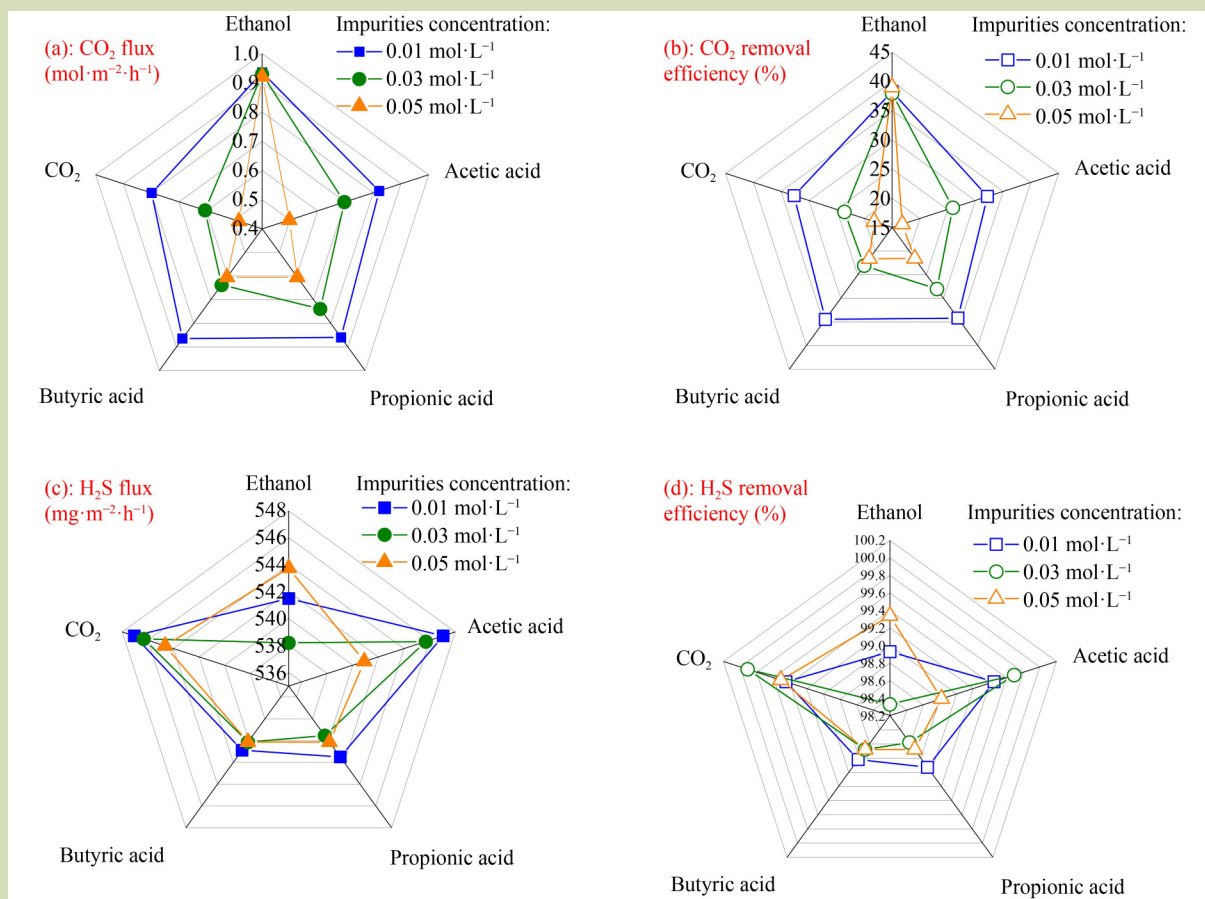 (a): CO₂ flux
(mol·m⁻²·h⁻¹)
Ethanol
Impurities concentration:
0.01 mol·L⁻¹
0.03 mol·L⁻¹
0.05 mol·L⁻¹
1.0
0.9
0.8
0.7
0.6
0.5
0.4
CO₂
Acetic acid
Butyric acid
Propionic acid
(b): CO₂ removal
efficiency (%)
Ethanol
Impurities concentration:
0.01 mol·L⁻¹
0.03 mol·L⁻¹
0.05 mol·L⁻¹
45
40
35
30
25
20
15
CO₂
Acetic acid
Butyric acid
Propionic acid
(c): H₂S flux
(mg·m⁻²·h⁻¹)
Ethanol
Impurities concentration:
0.01 mol·L⁻¹
0.03 mol·L⁻¹
0.05 mol·L⁻¹
548
546
544
542
540
538
536
CO₂
Acetic acid
Butyric acid
Propionic acid
(d): H₂S removal
efficiency (%)
Ethanol
Impurities concentration:
0.01 mol·L⁻¹
0.03 mol·L⁻¹
0.05 mol·L⁻¹
100.2
100.0
99.8
99.6
99.4
99.2
99.0
98.8
98.6
98.4
98.2
CO₂
Acetic acid
Butyric acid
Propionic acid